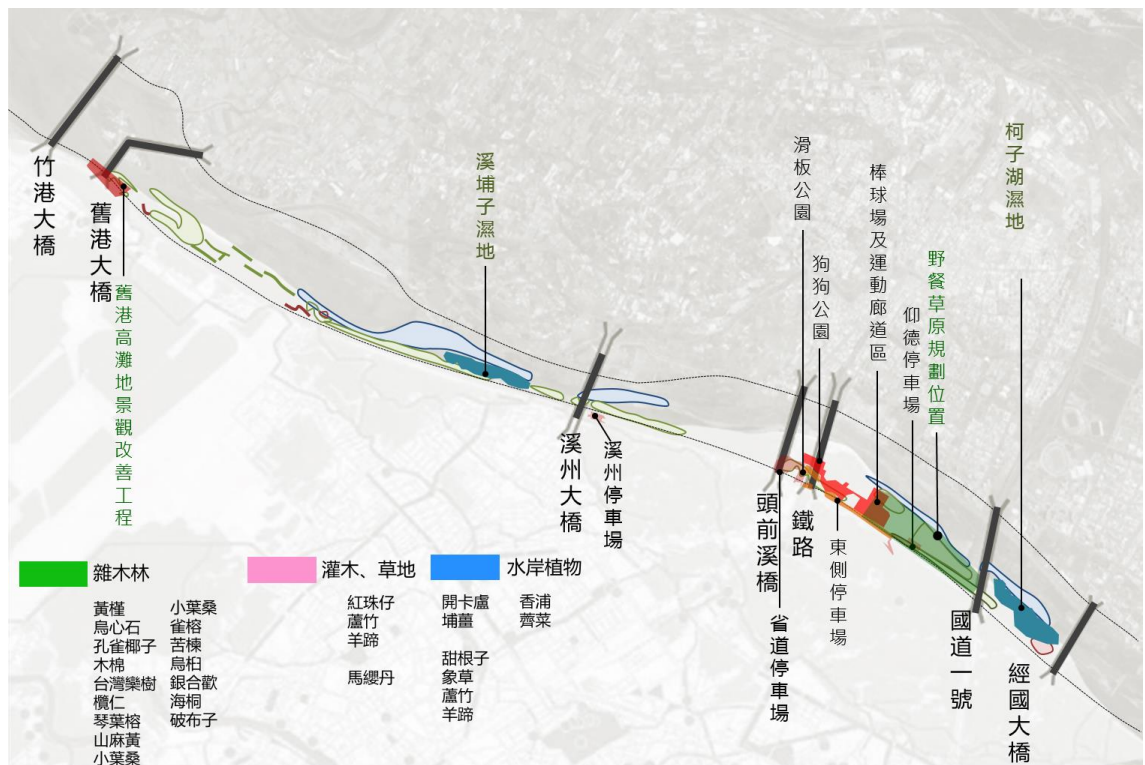 竹港大橋
舊港大橋
舊港高灘地景觀改善工程
溪埔子濕地
溪州大橋
溪州停車場
滑板公園
狗狗公園
棒球場及運動廊道區
仰德停車場
野餐草原規劃位置
柯子湖濕地
頭前溪橋
鐵路
省道停車場
東側停車場
國道一號
經國大橋
雜木林
黃槿
烏心石
孔雀椰子
木棉
台灣欒樹
欖仁
琴葉榕
山麻黃
小葉桑
小葉桑
雀榕
苦楝
烏桕
銀合歡
海桐
破布子
灌木、草地
紅珠仔
蘆竹
羊蹄
馬纓丹
水岸植物
開卡盧
埔薑
甜根子
象草
蘆竹
羊蹄
香浦
薺菜